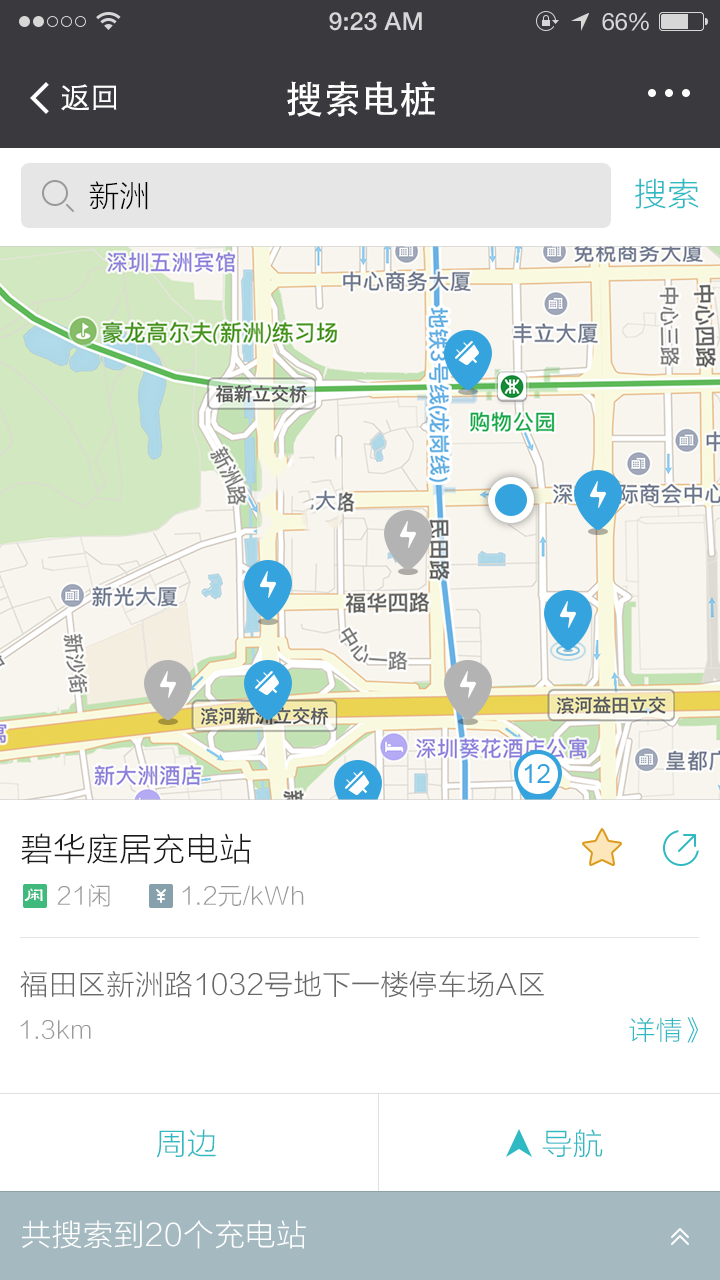 9:23 AM
66%
返回
搜索电桩
新洲
搜索
深圳五洲宾馆
免税商务大厦
中心商务大厦
中心四路
中心三路
地铁3号线(龙岗线)
豪龙高尔夫(新洲)练习场
丰立大厦
福新立交桥
购物公园
新洲路
大路
深
际商会中心
中
民田路
新光大厦
福华四路
新沙街
中心一路
滨河新洲立交桥
滨河益田立交
深圳葵花酒店公寓
皇都广
新大洲酒店
12
碧华庭居充电站
闲 21闲 ¥ 1.2元/kWh
福田区新洲路1032号地下一楼停车场A区
1.3km
详情》
周边
导航
共搜索到20个充电站